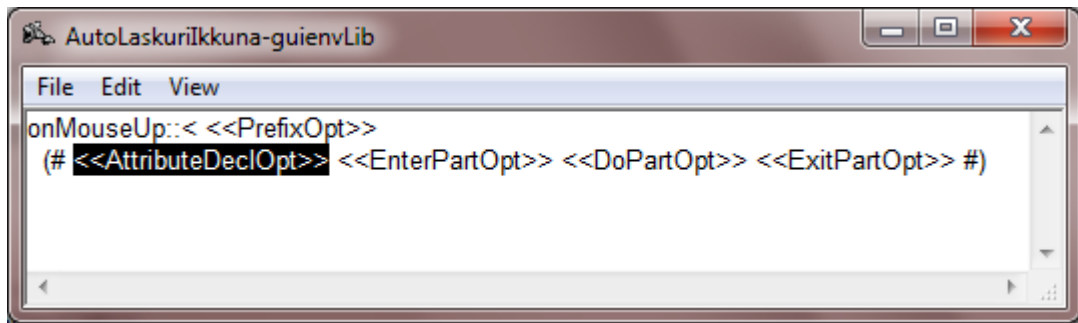 AutoLaskuriIkkuna-guienvLib
File Edit View
onMouseUp::< <<PrefixOpt>>
(# <<AttributeDeclOpt>> <<EnterPartOpt>> <<DoPartOpt>> <<ExitPartOpt>> #)